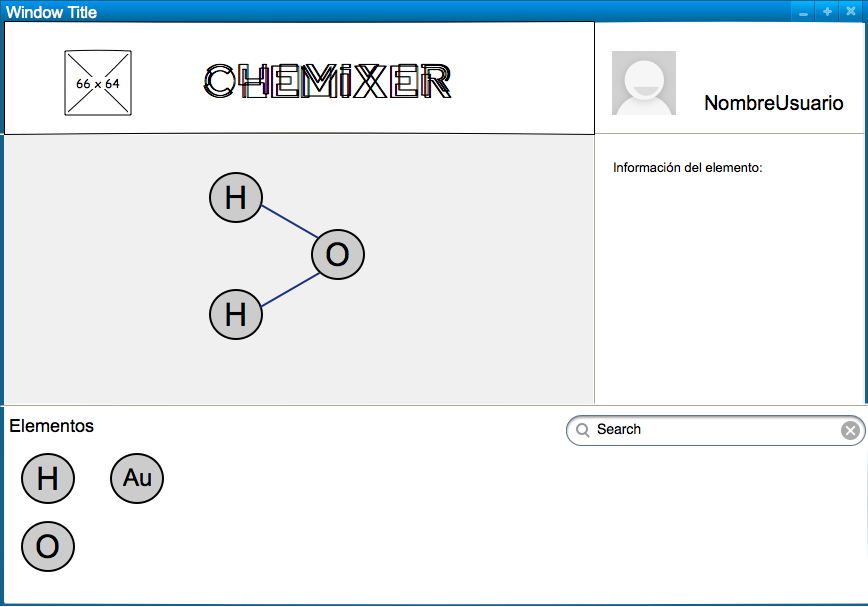 Window Title
66 x 64
CHEMiXER
NombreUsuario
Información del elemento:
H
O
H
Elementos
Search
H
Au
O